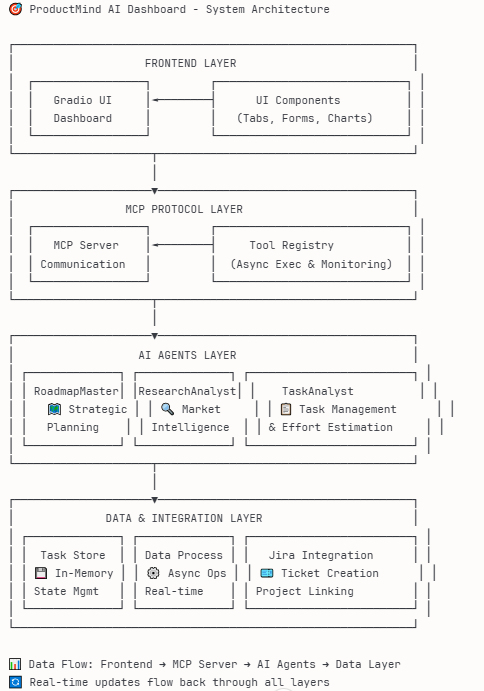 🎯 ProductMind AI Dashboard - System Architecture
FRONTEND LAYER
Gradio UI UI Components
Dashboard (Tabs, Forms, Charts)
MCP PROTOCOL LAYER
MCP Server Tool Registry
Communication (Async Exec & Monitoring)
AI AGENTS LAYER
RoadmapMaster ResearchAnalyst TaskAnalyst
🗺️ Strategic 🔍 Market 📋 Task Management
Planning Intelligence & Effort Estimation
DATA & INTEGRATION LAYER
Task Store Data Process Jira Integration
💾 In-Memory ⚙️ Async Ops 🎫 Ticket Creation
State Mgmt Real-time Project Linking
📊 Data Flow: Frontend → MCP Server → AI Agents → Data Layer
🔄 Real-time updates flow back through all layers